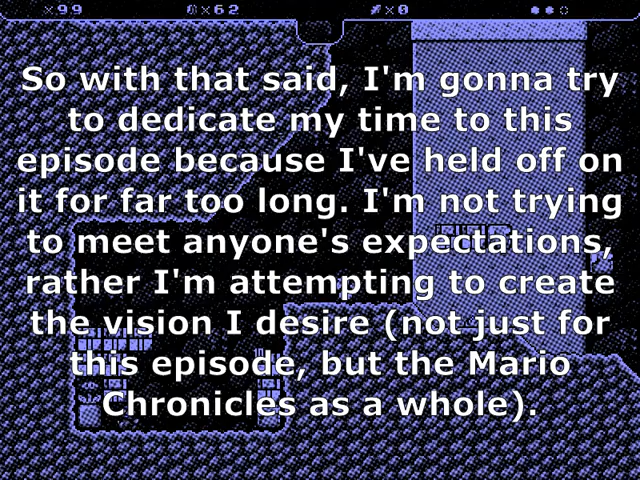 ×99 ×62 ×0
So with that said, I'm gonna try
to dedicate my time to this
episode because I've held off on
it for far too long. I'm not trying
to meet anyone's expectations,
rather I'm attempting to create
the vision I desire (not just for
this episode, but the Mario
Chronicles as a whole).